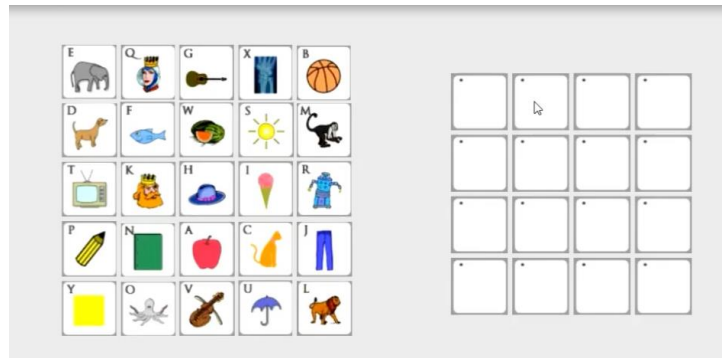 E Q G X B
D F W S M
T K H I R
P N A C J
Y O V U L